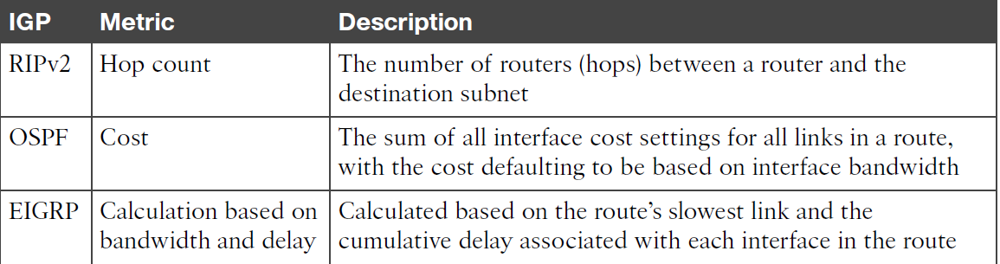 IGP Metric Description
RIPv2 Hop count The number of routers (hops) between a router and the
destination subnet
OSPF Cost The sum of all interface cost settings for all links in a route,
with the cost defaulting to be based on interface bandwidth
EIGRP Calculation based on Calculated based on the route’s slowest link and the
bandwidth and delay cumulative delay associated with each interface in the route